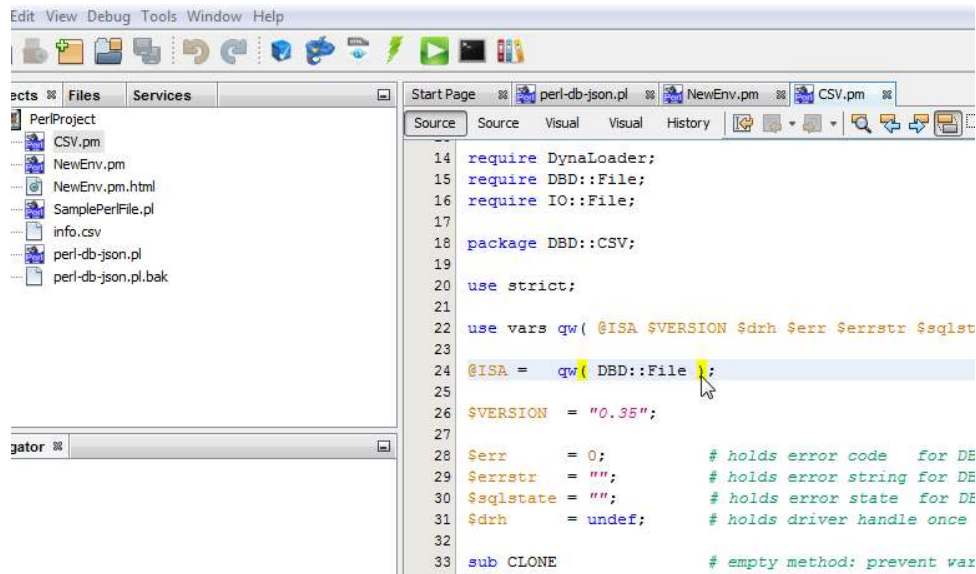 Edit View Debug Tools Window Help
ects Files Services
PerlProject
CSV.pm
NewEnv.pm
NewEnv.pm.html
SamplePerlFile.pl
info.csv
perl-db-json.pl
perl-db-json.pl.bak
gator
Start Page perl-db-json.pl NewEnv.pm CSV.pm
Source Source Visual Visual History
14 require DynaLoader;
15 require DBD::File;
16 require IO::File;
17
18 package DBD::CSV;
19
20 use strict;
21
22 use vars qw( @ISA $VERSION $drh $err $errstr $sqlst
23
24 @ISA =   qw( DBD::File );
25
26 $VERSION  = "0.35";
27
28 $err      = 0;          # holds error code   for DB
29 $errstr   = "";         # holds error string for DB
30 $sqlstate = "";         # holds error state  for DB
31 $drh      = undef;      # holds driver handle once
32
33 sub CLONE               # empty method: prevent war